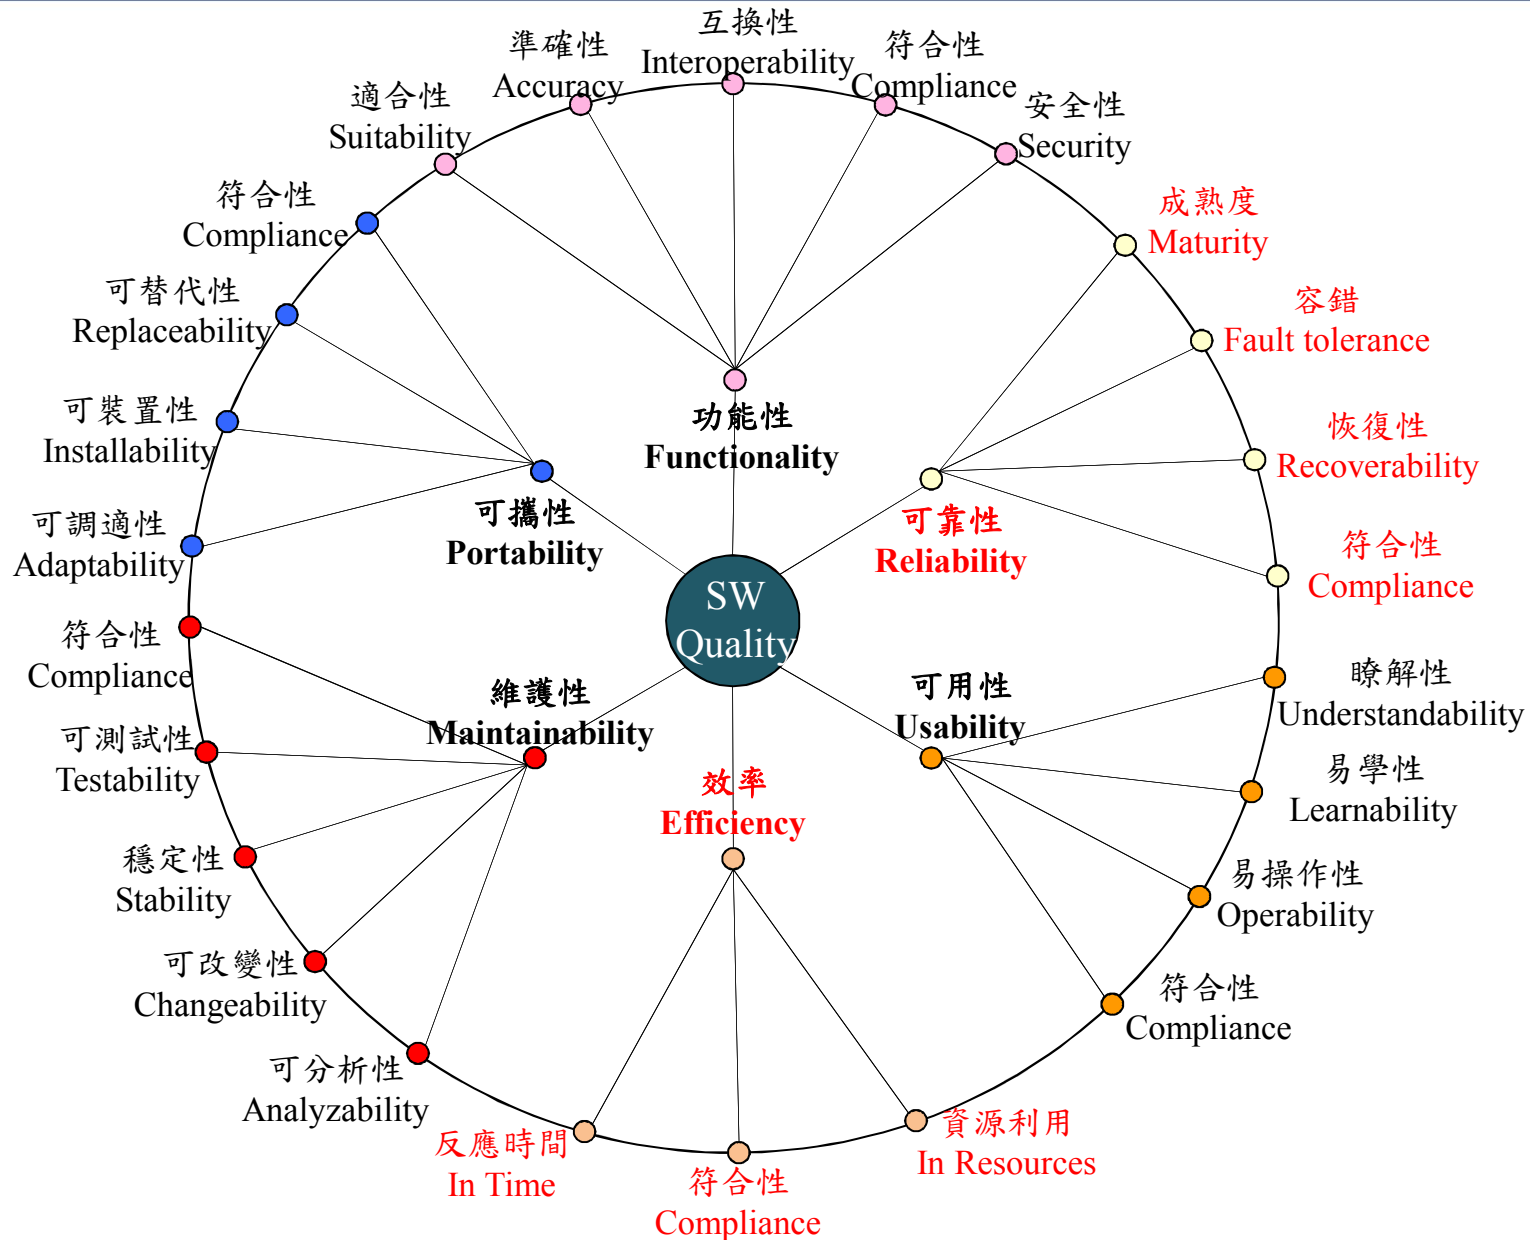 互換性
Interoperability
準確性
Accuracy
符合性
Compliance
適合性
Suitability
安全性
Security
符合性
Compliance
成熟度
Maturity
可替代性
Replaceability
容錯
Fault tolerance
可裝置性
Installability
功能性
Functionality
恢復性
Recoverability
可調適性
Adaptability
可攜性
Portability
可靠性
Reliability
符合性
Compliance
SW
Quality
符合性
Compliance
維護性
Maintainability
可用性
Usability
瞭解性
Understandability
可測試性
Testability
效率
Efficiency
易學性
Learnability
穩定性
Stability
易操作性
Operability
可改變性
Changeability
符合性
Compliance
可分析性
Analyzability
反應時間
In Time
符合性
Compliance
資源利用
In Resources